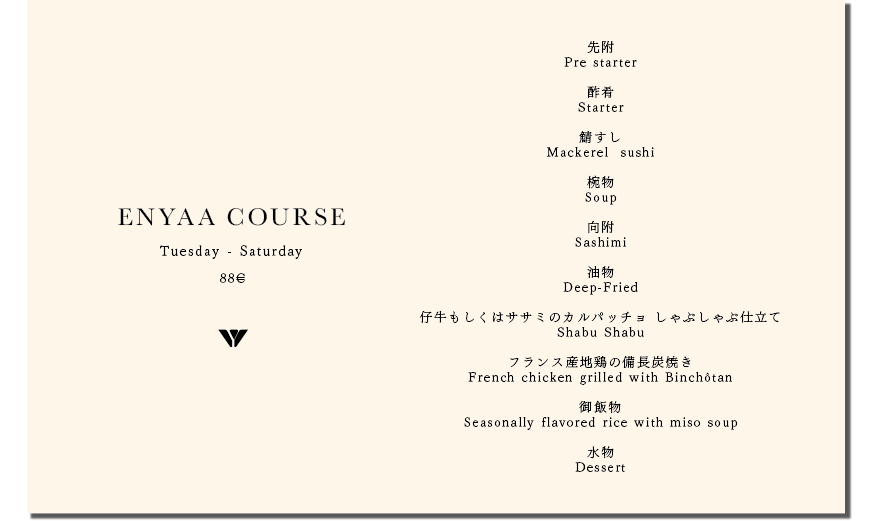 ENYAA COURSE
Tuesday - Saturday
88€
先附
Pre starter
酢肴
Starter
鯖すし
Mackerel sushi
椀物
Soup
向附
Sashimi
油物
Deep-Fried
仔牛もしくはササミのカルパッチョ しゃぶしゃぶ仕立て
Shabu Shabu
フランス産地鶏の備長炭焼き
French chicken grilled with Binchôtan
御飯物
Seasonally flavored rice with miso soup
水物
Dessert